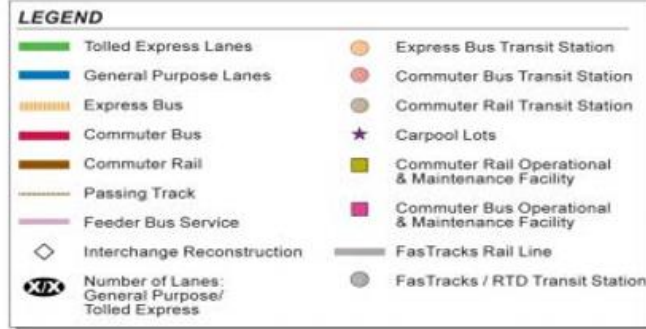 LEGEND
Tolled Express Lanes
General Purpose Lanes
Express Bus
Commuter Bus
Commuter Rail
Passing Track
Feeder Bus Service
Interchange Reconstruction
X/X
Number of Lanes:
General Purpose/
Tolled Express
Express Bus Transit Station
Commuter Bus Transit Station
Commuter Rail Transit Station
Carpool Lots
Commuter Rail Operational
& Maintenance Facility
Commuter Bus Operational
& Maintenance Facility
FasTracks Rail Line
FasTracks / RTD Transit Station